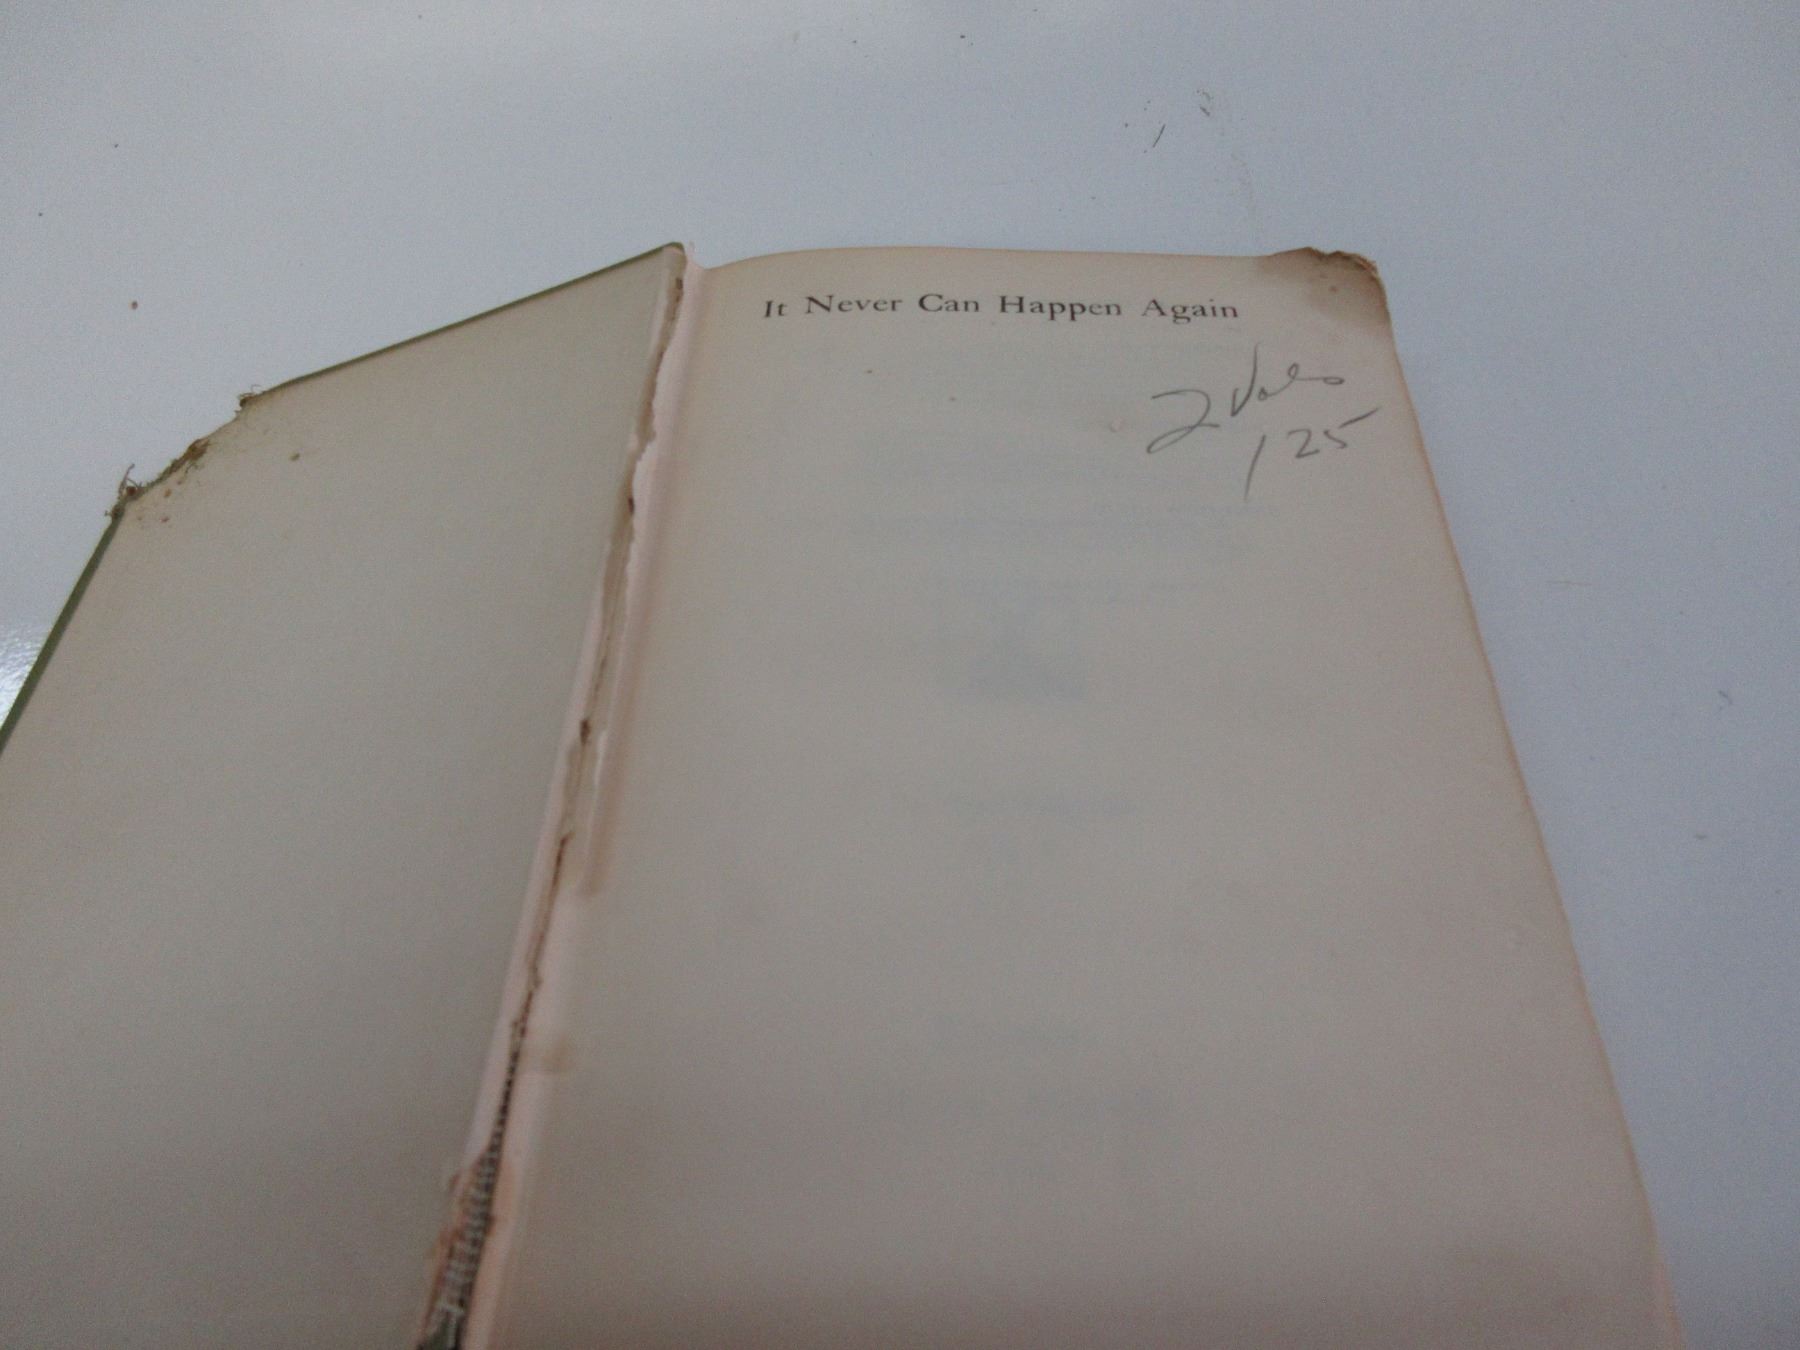 It Never Can Happen Again
2 Vols
125